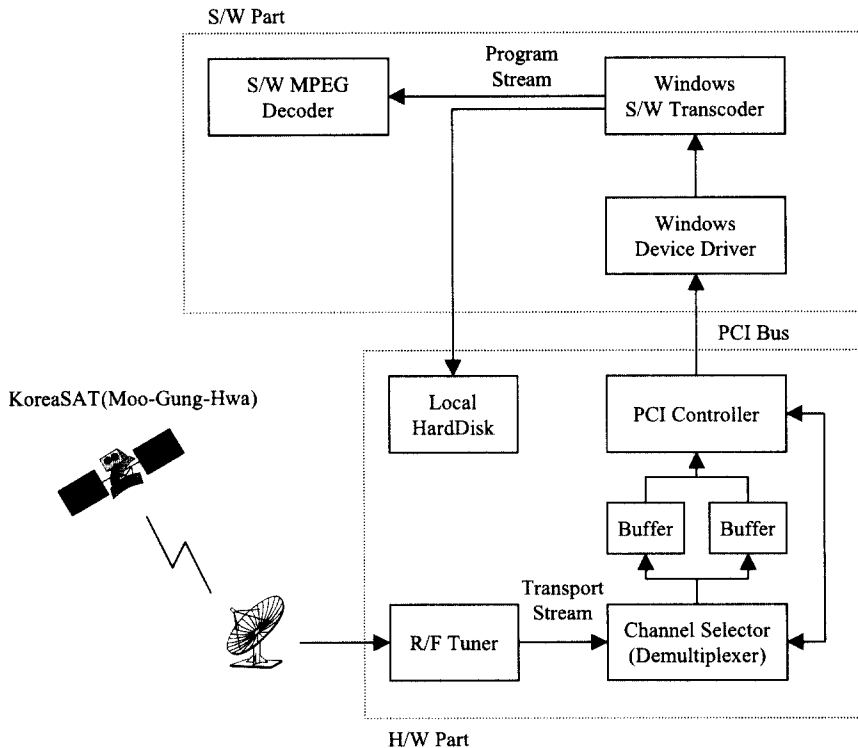 S/W Part
S/W MPEG
Decoder
Program
Stream
Windows
S/W Transcoder
Windows
Device Driver
PCI Bus
KoreaSAT(Moo-Gung-Hwa)
Local
HardDisk
PCI Controller
Buffer
Buffer
R/F Tuner
Transport
Stream
Channel Selector
(Demultiplexer)
H/W Part